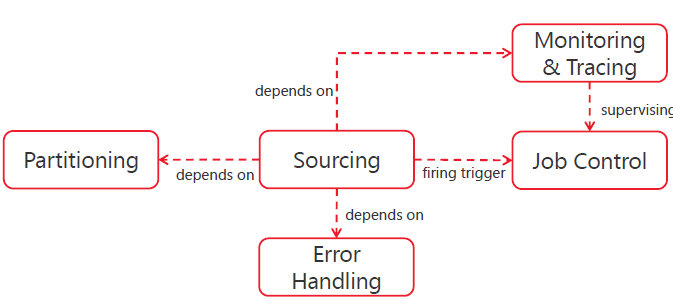 Monitoring
& Tracing
depends on
supervising
Partitioning
Sourcing
Job Control
depends on
firing trigger
depends on
Error
Handling